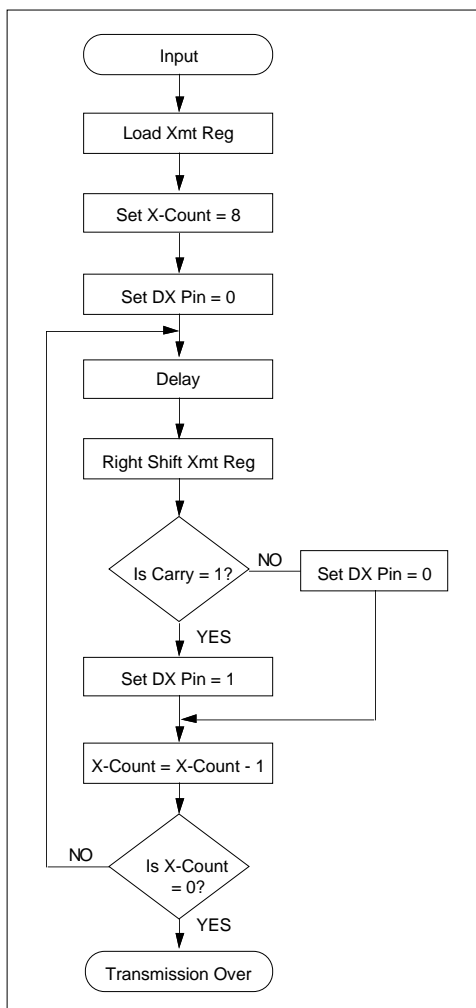 Input
Load Xmt Reg
Set X-Count = 8
Set DX Pin = 0
Delay
Right Shift Xmt Reg
Is Carry = 1?
NO
Set DX Pin = 0
YES
Set DX Pin = 1
X-Count = X-Count - 1
NO
Is X-Count
= 0?
YES
Transmission Over